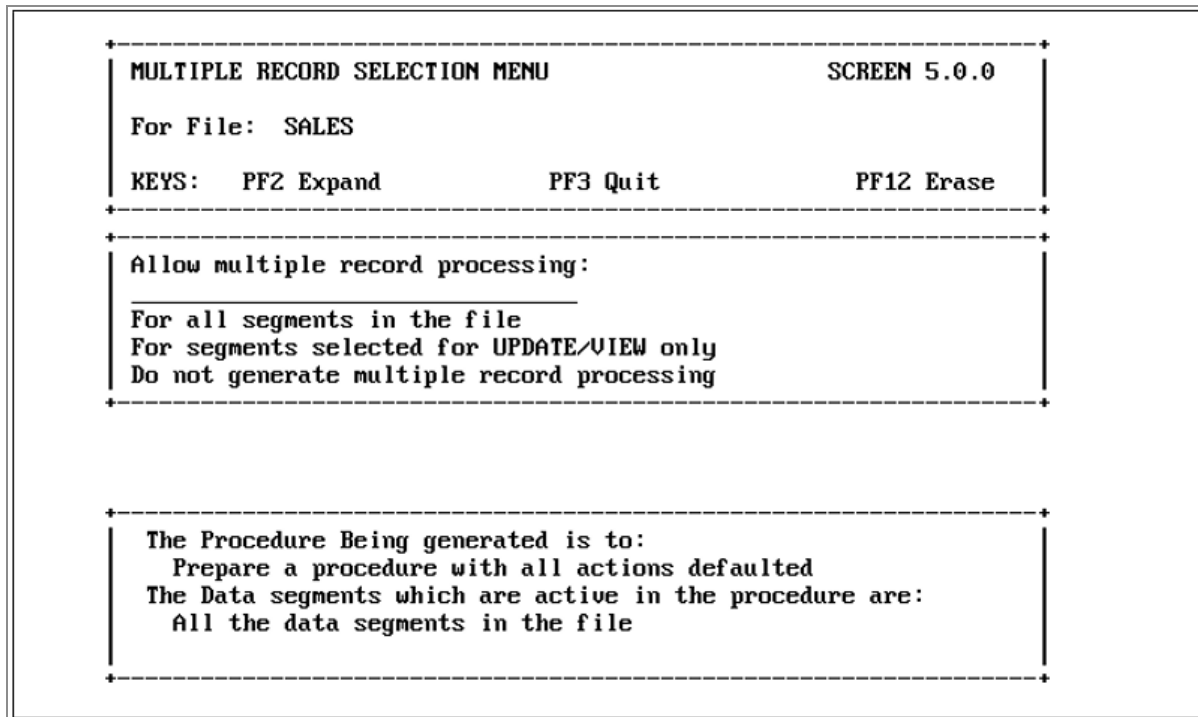 MULTIPLE RECORD SELECTION MENU SCREEN 5.0.0
For File: SALES
KEYS: PF2 Expand PF3 Quit PF12 Erase
Allow multiple record processing:
For all segments in the file
For segments selected for UPDATE/VIEW only
Do not generate multiple record processing
The Procedure Being generated is to:
Prepare a procedure with all actions defaulted
The Data segments which are active in the procedure are:
All the data segments in the file